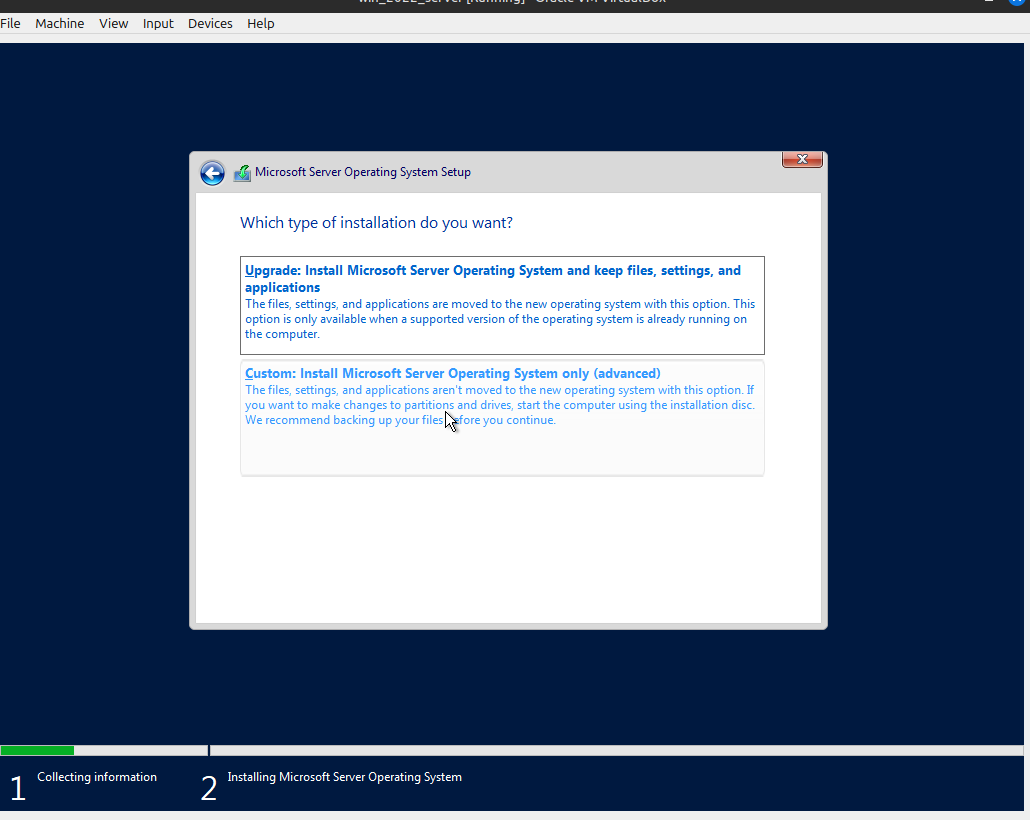 win_2022_server [Running] - Oracle VM VirtualBox
File Machine View Input Devices Help
Microsoft Server Operating System Setup
Which type of installation do you want?
Upgrade: Install Microsoft Server Operating System and keep files, settings, and
applications
The files, settings, and applications are moved to the new operating system with this option. This
option is only available when a supported version of the operating system is already running on
the computer.
Custom: Install Microsoft Server Operating System only (advanced)
The files, settings, and applications aren't moved to the new operating system with this option. If
you want to make changes to partitions and drives, start the computer using the installation disc.
We recommend backing up your files before you continue.
1 Collecting information 2 Installing Microsoft Server Operating System